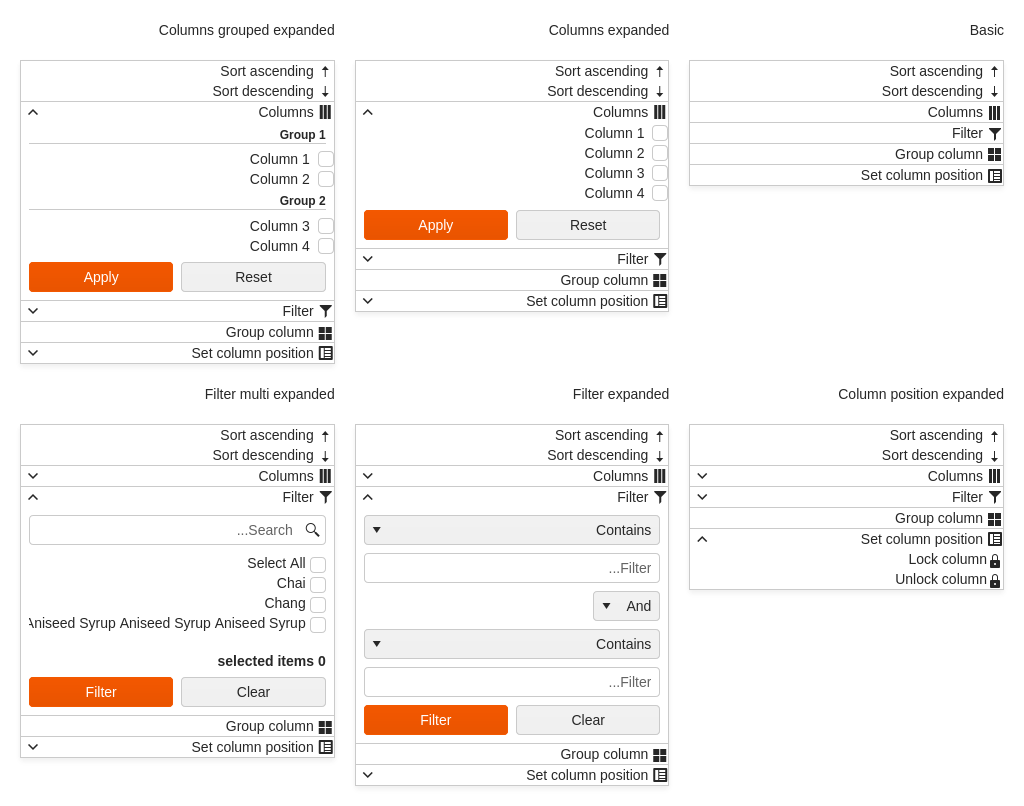 Columns grouped expanded
Sort ascending
Sort descending
Columns
Group 1
Column 1
Column 2
Group 2
Column 3
Column 4
Apply
Reset
Filter
Group column
Set column position
Columns expanded
Sort ascending
Sort descending
Columns
Column 1
Column 2
Column 3
Column 4
Apply
Reset
Filter
Group column
Set column position
Basic
Sort ascending
Sort descending
Columns
Filter
Group column
Set column position
Filter multi expanded
Sort ascending
Sort descending
Columns
Filter
...Search
Select All
Chai
Chang
Aniseed Syrup Aniseed Syrup Aniseed Syrup
selected items 0
Filter
Clear
Group column
Set column position
Filter expanded
Sort ascending
Sort descending
Columns
Filter
Contains
...Filter
And
Contains
...Filter
Filter
Clear
Group column
Set column position
Column position expanded
Sort ascending
Sort descending
Columns
Filter
Group column
Set column position
Lock column
Unlock column